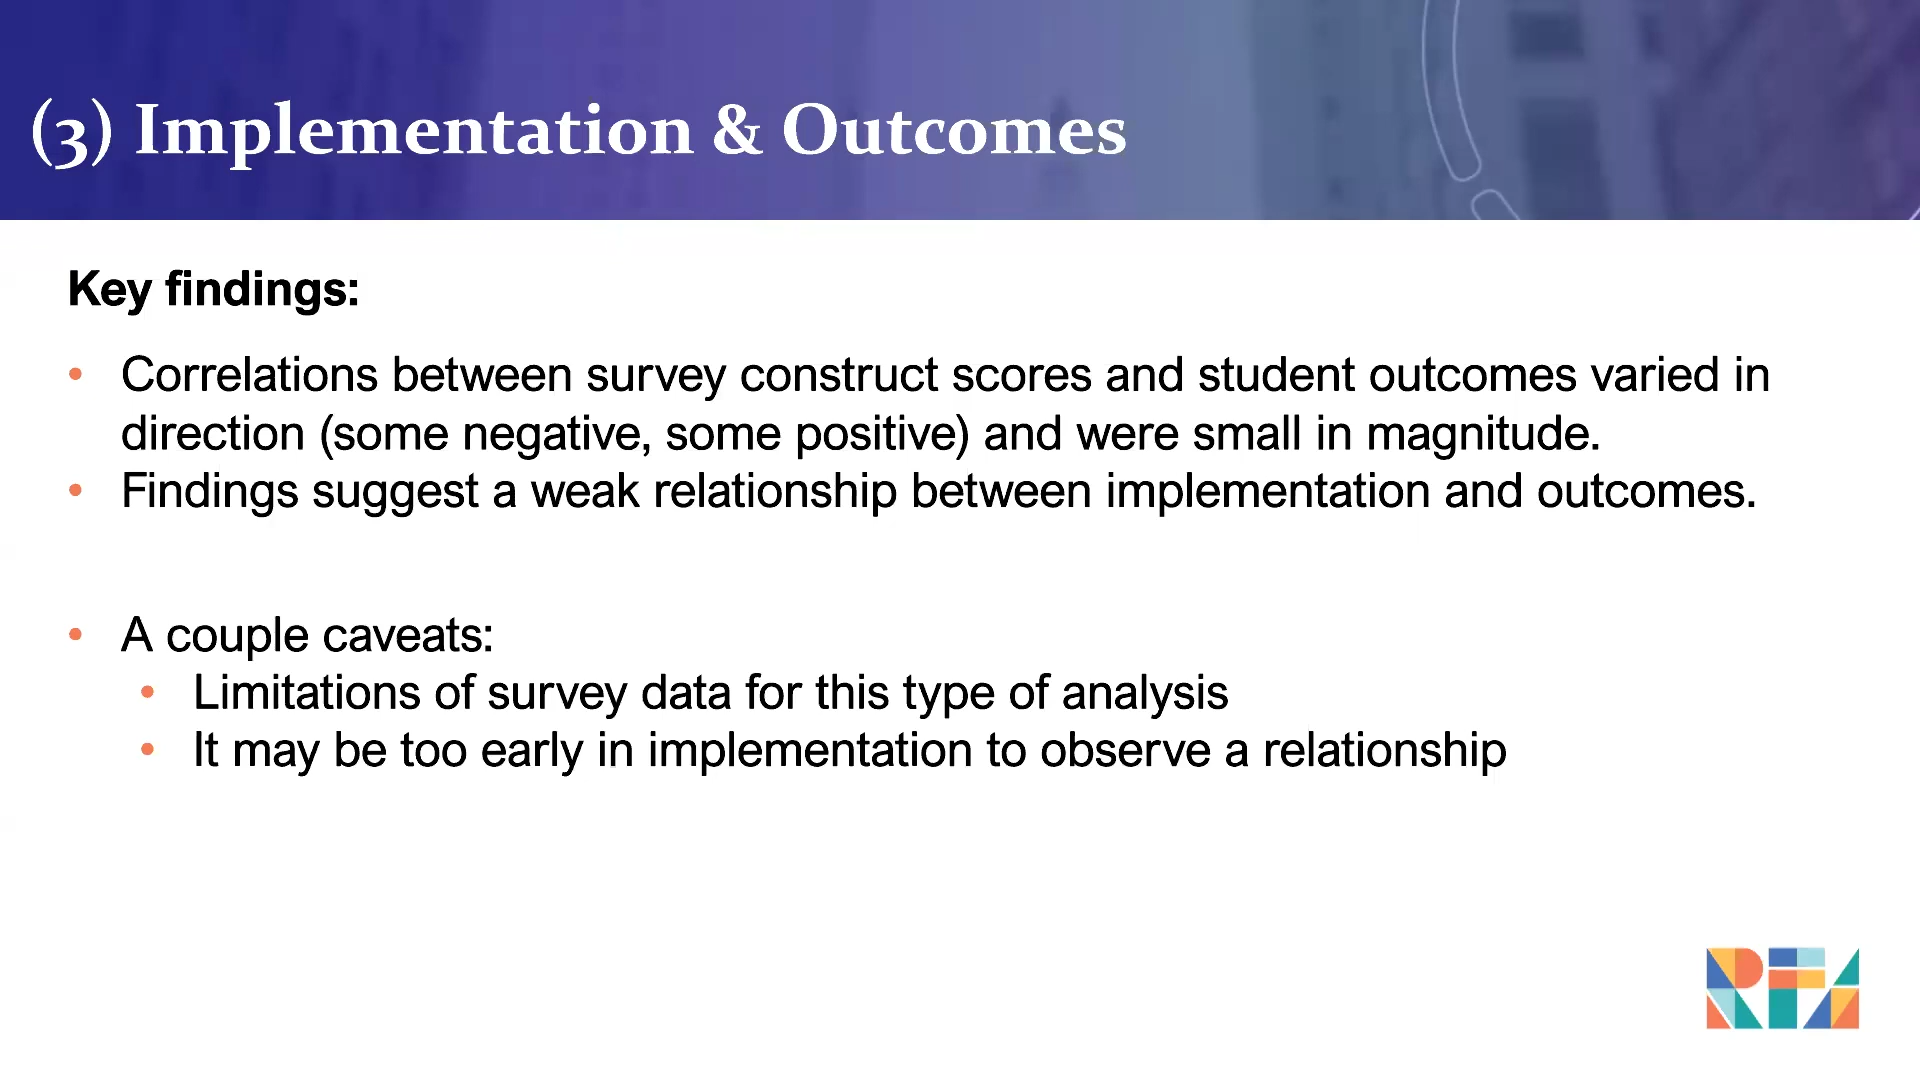 (3) Implementation & Outcomes
Key findings:
• Correlations between survey construct scores and student outcomes varied in
direction (some negative, some positive) and were small in magnitude.
• Findings suggest a weak relationship between implementation and outcomes.
• A couple caveats:
• Limitations of survey data for this type of analysis
• It may be too early in implementation to observe a relationship
RFA